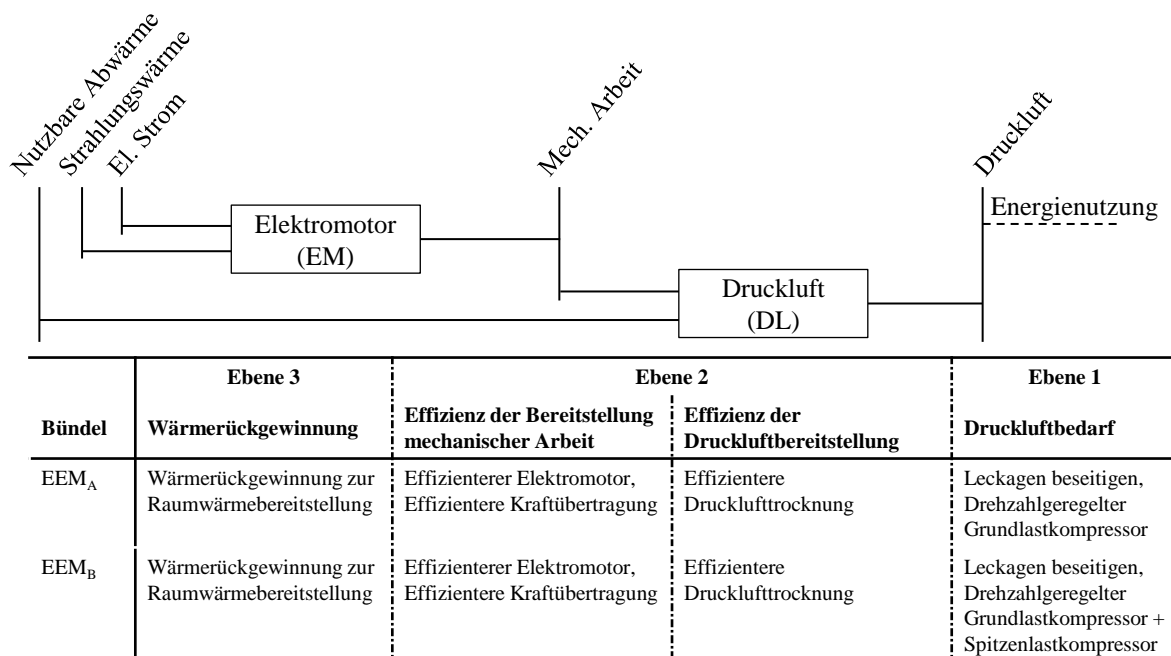 Nutzbare Abwärme
Strahlungswärme
El. Strom
Mech. Arbeit
Druckluft
Energienutzung
Elektromotor
(EM)
Druckluft
(DL)
Ebene 3
Ebene 2
Ebene 1
Bündel
Wärmerückgewinnung
Effizienz der Bereitstellung
mechanischer Arbeit
Effizienz der
Druckluftbereitstellung
Druckluftbedarf
EEM_A
Wärmerückgewinnung zur
Raumwärmebereitstellung
Effizienterer Elektromotor,
Effizientere Kraftübertragung
Effizientere
Drucklufttrocknung
Leckagen beseitigen,
Drehzahlgeregelter
Grundlastkompressor
EEM_B
Wärmerückgewinnung zur
Raumwärmebereitstellung
Effizienterer Elektromotor,
Effizientere Kraftübertragung
Effizientere
Drucklufttrocknung
Leckagen beseitigen,
Drehzahlgeregelter
Grundlastkompressor +
Spitzenlastkompressor